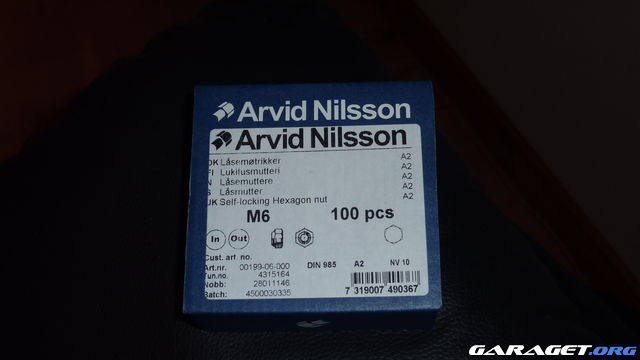 Arvid Nilsson
Arvid Nilsson
DK Låsemøtrikker A2
FI Lukitusmutteri A2
N Låsemuttere A2
S Låsmutter A2
UK Self-locking Hexagon nut A2
M6 100 pcs
In Out
Cust. art no.
Art.nr. 00199-06-000 DIN 985 A2 NV 10
Tun.no. 4315164
Nobb: 28011146
Batch: 4500030335
7 319007 490367
GARAGET.ORG